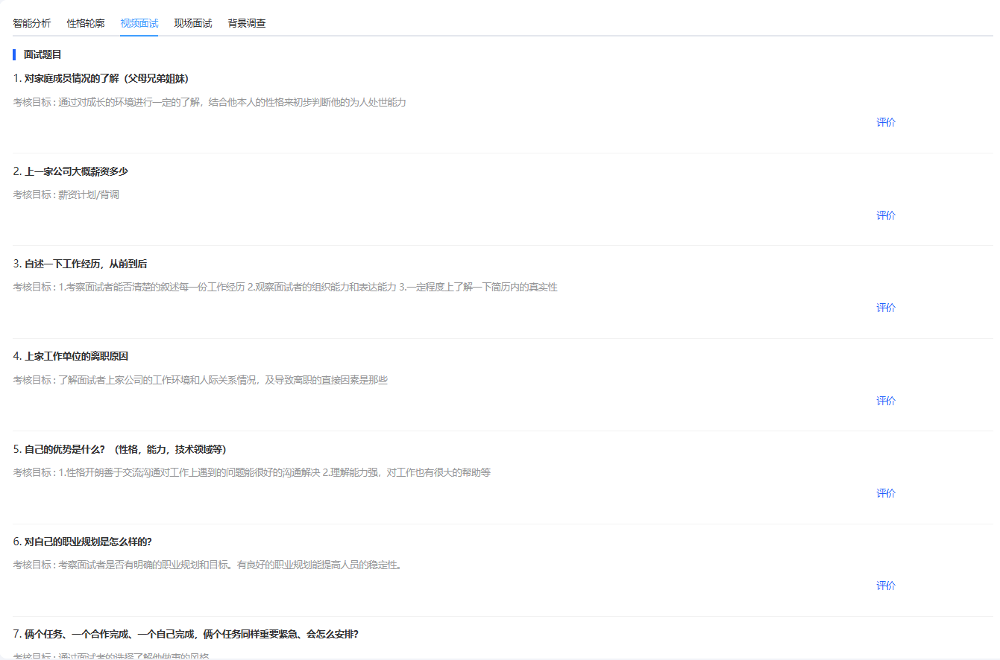 智能分析 性格轮廓 视频面试 现场面试 背景调查
面试题目
1. 对家庭成员情况的了解（父母兄弟姐妹）
考核目标 : 通过对成长的环境进行一定的了解，结合他本人的性格来初步判断他的为人处世能力
评价
2. 上一家公司大概薪资多少
考核目标 : 薪资计划/背调
评价
3. 自述一下工作经历，从前到后
考核目标 : 1.考察面试者能否清楚的叙述每一份工作经历 2.观察面试者的组织能力和表达能力 3.一定程度上了解一下简历内的真实性
评价
4. 上家工作单位的离职原因
考核目标 : 了解面试者上家公司的工作环境和人际关系情况，及导致离职的直接因素是那些
评价
5. 自己的优势是什么？（性格，能力，技术领域等）
考核目标 : 1.性格开朗善于交流沟通对工作上遇到的问题能很好的沟通解决 2.理解能力强，对工作也有很大的帮助等
评价
6. 对自己的职业规划是怎么样的?
考核目标 : 考察面试者是否有明确的职业规划和目标。有良好的职业规划能提高人员的稳定性。
评价
7. 俩个任务、一个合作完成、一个自己完成，俩个任务同样重要紧急、会怎么安排?
考核目标 : 通过面试者的选择了解他做事的风格